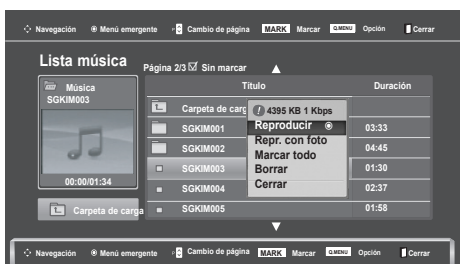 Navegación Menú emergente Cambio de página MARK Marcar Q.MENU Opción Cerrar
Lista música Página 2/3 Sin marcar
Música
SGKIM003
00:00/01:34
Carpeta de carga
Título Duración
Carpeta de carg
SGKIM001 03:33
SGKIM002 04:45
SGKIM003 01:30
SGKIM004 02:37
SGKIM005 01:58
4395 KB 1 Kbps
Reproducir
Repr. con foto
Marcar todo
Borrar
Cerrar
Navegación Menú emergente Cambio de página MARK Marcar Q.MENU Opción Cerrar